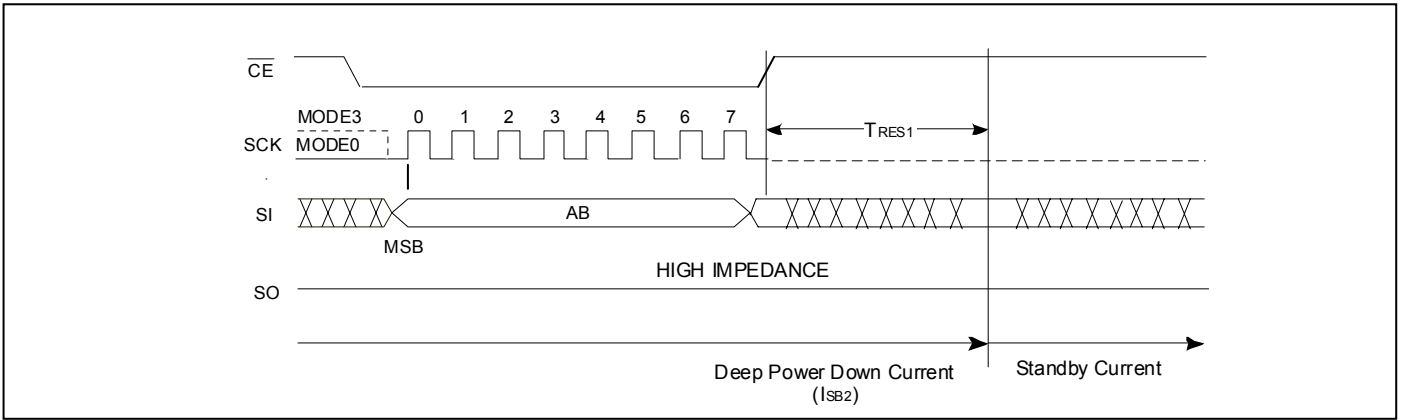 CE
MODE3 0 1 2 3 4 5 6 7
SCK MODE0
TRES1
SI AB
MSB
HIGH IMPEDANCE
SO
Deep Power Down Current
(ISB2)
Standby Current